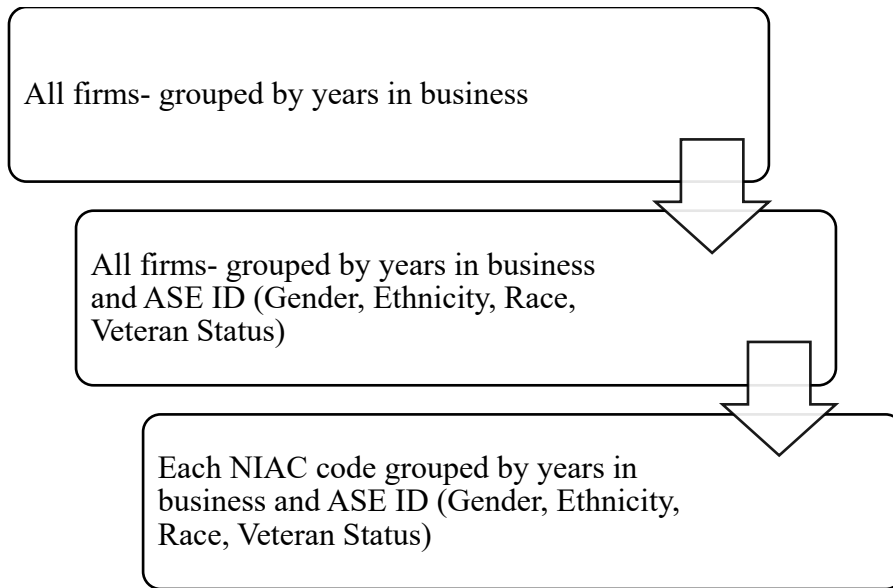 All firms- grouped by years in business
All firms- grouped by years in business
and ASE ID (Gender, Ethnicity, Race,
Veteran Status)
Each NIAC code grouped by years in
business and ASE ID (Gender, Ethnicity,
Race, Veteran Status)